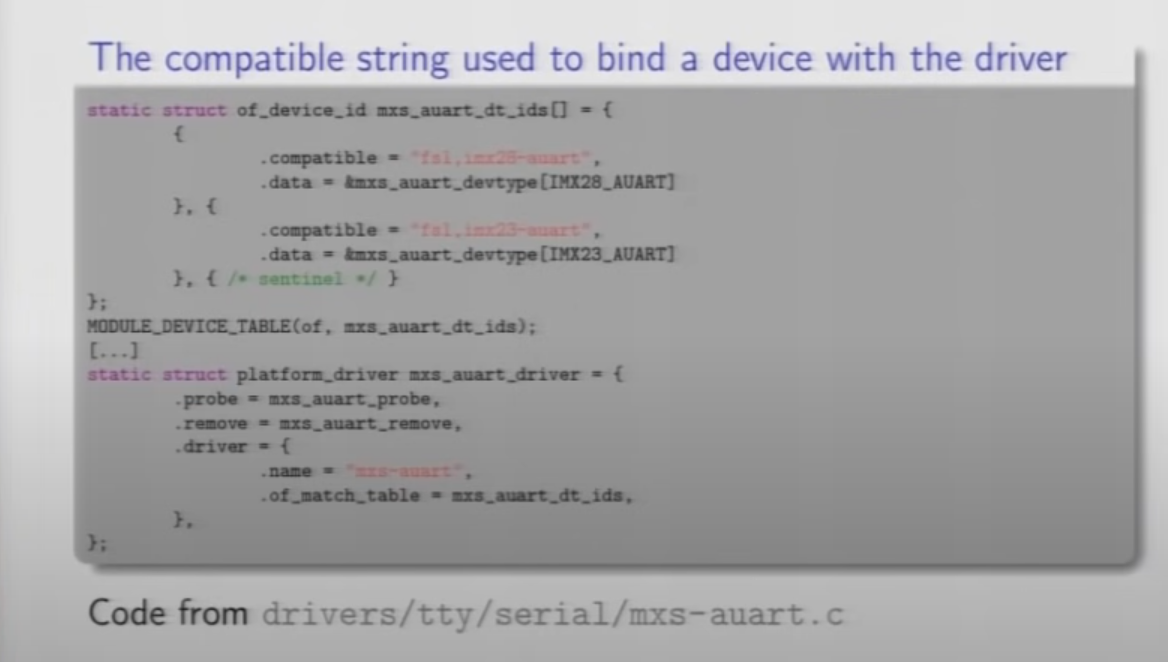 The compatible string used to bind a device with the driver
static struct of_device_id mxs_auart_dt_ids[] = {
{
.compatible = "fsl,imx28-auart",
.data = &mxs_auart_devtype[IMX28_AUART]
}, {
.compatible = "fsl,imx23-auart",
.data = &mxs_auart_devtype[IMX23_AUART]
}, { /* sentinel */ }
};
MODULE_DEVICE_TABLE(of, mxs_auart_dt_ids);
[...]
static struct platform_driver mxs_auart_driver = {
.probe = mxs_auart_probe,
.remove = mxs_auart_remove,
.driver = {
.name = "mxs-auart",
.of_match_table = mxs_auart_dt_ids,
},
};
Code from drivers/tty/serial/mxs-auart.c